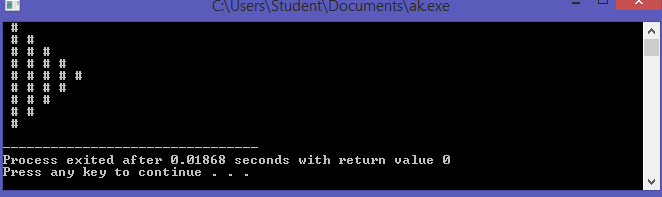 C:\Users\Student\Documents\ak.exe
#
# #
# # #
# # # #
# # # # #
# # # #
# # #
# #
#
--------------------------------
Process exited after 0.01868 seconds with return value 0
Press any key to continue . . .